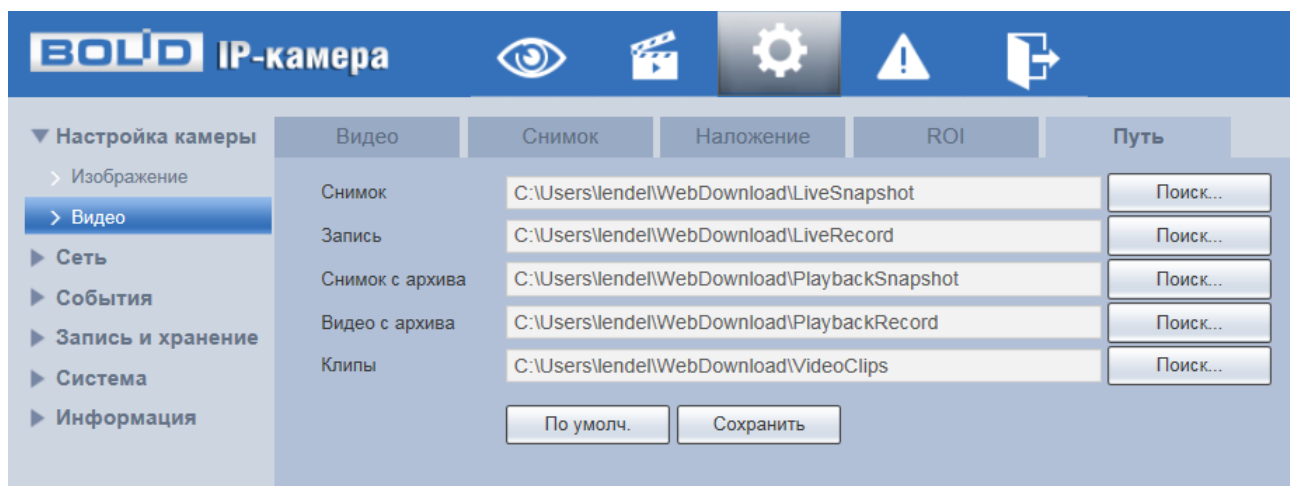 BOLID IP-камера
Настройка камеры
Изображение
Видео
Сеть
События
Запись и хранение
Система
Информация
Видео Снимок Наложение ROI Путь
Снимок C:\Users\lendel\WebDownload\LiveSnapshot Поиск...
Запись C:\Users\lendel\WebDownload\LiveRecord Поиск...
Снимок с архива C:\Users\lendel\WebDownload\PlaybackSnapshot Поиск...
Видео с архива C:\Users\lendel\WebDownload\PlaybackRecord Поиск...
Клипы C:\Users\lendel\WebDownload\VideoClips Поиск...
По умолч. Сохранить